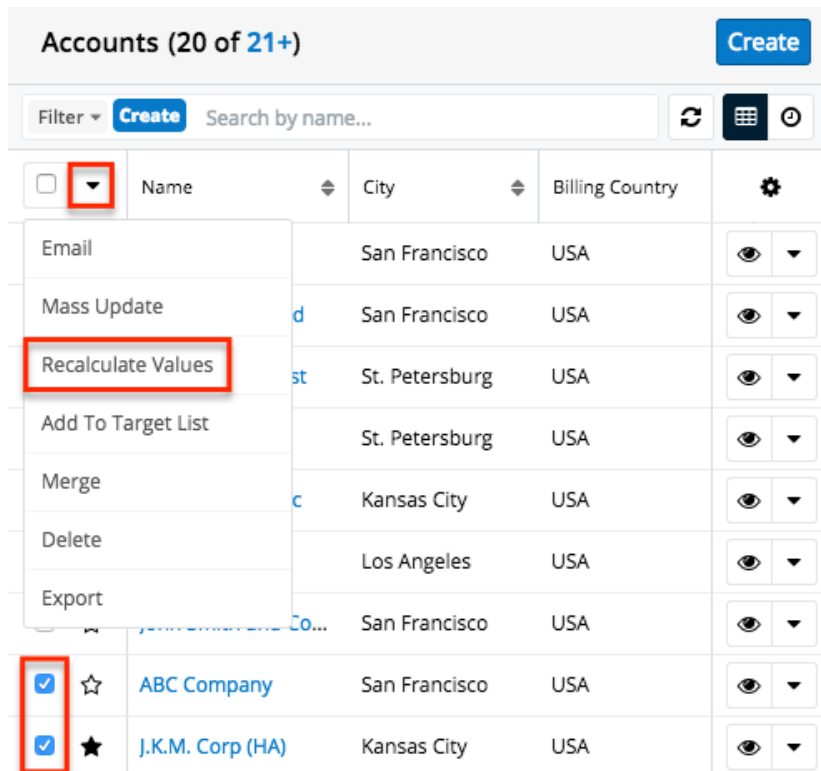 Accounts (20 of 21+) Create
Filter Create Search by name...
Name City Billing Country
Email San Francisco USA
Mass Update d San Francisco USA
Recalculate Values st St. Petersburg USA
Add To Target List St. Petersburg USA
Merge c Kansas City USA
Delete Los Angeles USA
Export
Co... San Francisco USA
ABC Company San Francisco USA
J.K.M. Corp (HA) Kansas City USA